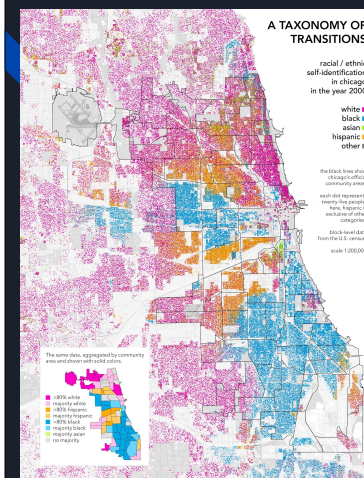 A TAXONOMY OF
TRANSITIONS
racial / ethnic
self-identification
in chicago
in the year 2000
white
black
asian
hispanic
other
the black lines show
chicago's official
community areas
each dot represents
twenty-five people
here, hispanic is
exclusive of other
categories
block-level data
from the U.S. census
scale 1:200,000
The same data, aggregated by community
area and shown with solid colors.
>80% white
majority white
>80% hispanic
majority hispanic
>80% black
majority black
majority asian
no majority